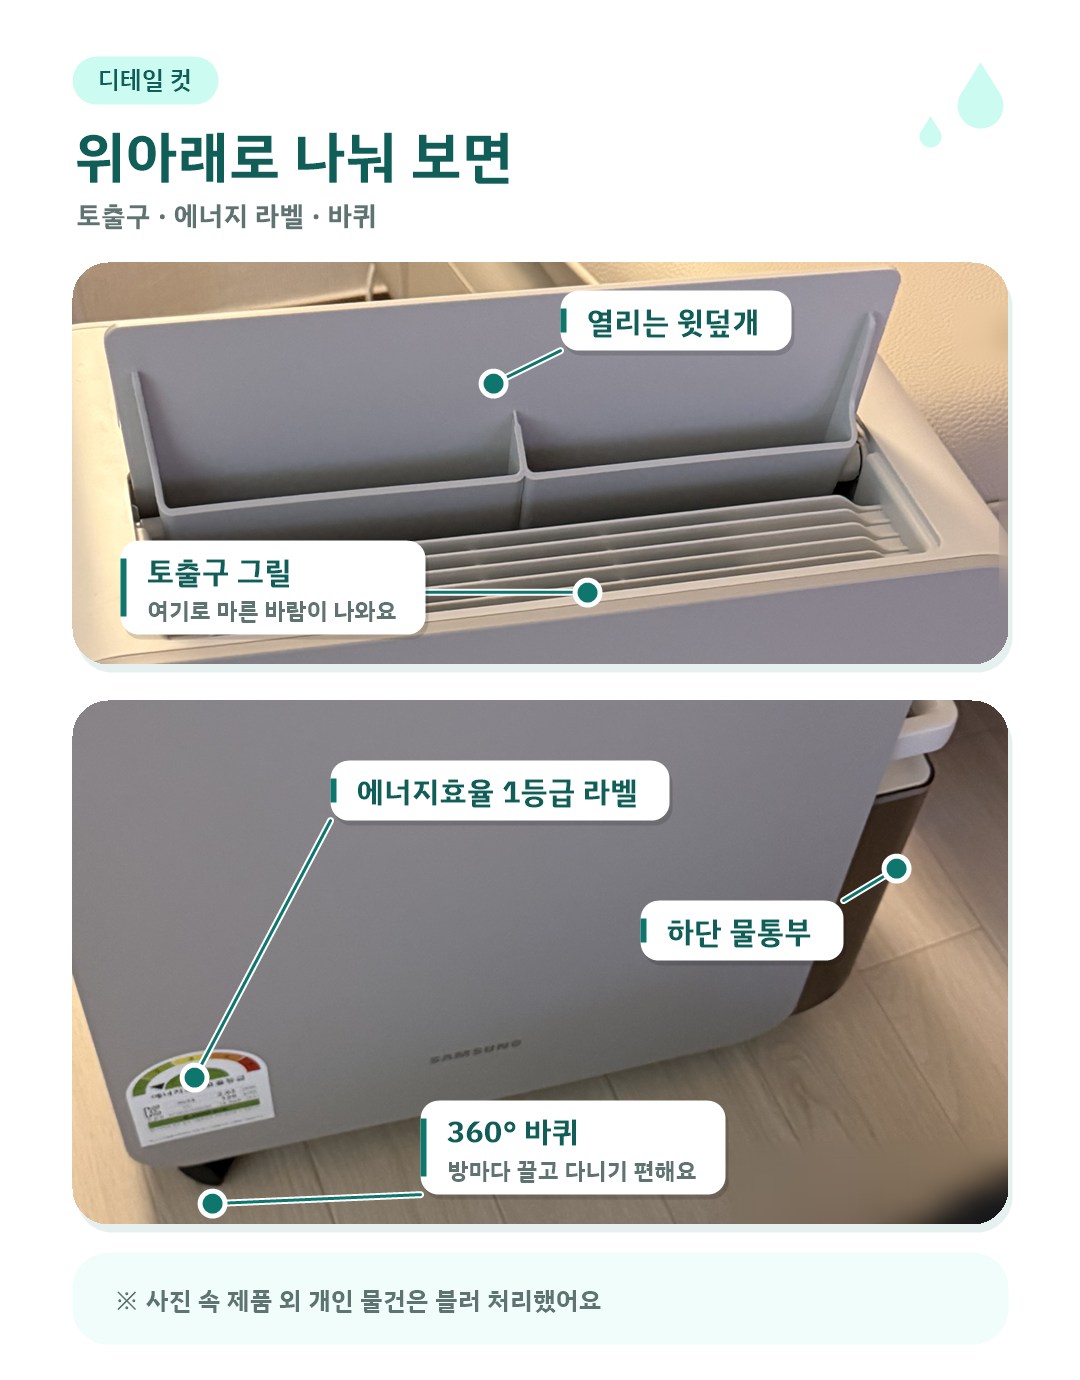 디테일 컷
위아래로 나눠 보면
토출구 · 에너지 라벨 · 바퀴
열리는 윗덮개
토출구 그릴
여기로 마른 바람이 나와요
에너지효율 1등급 라벨
하단 물통부
SAMSUNG
360° 바퀴
방마다 끌고 다니기 편해요
※ 사진 속 제품 외 개인 물건은 블러 처리했어요